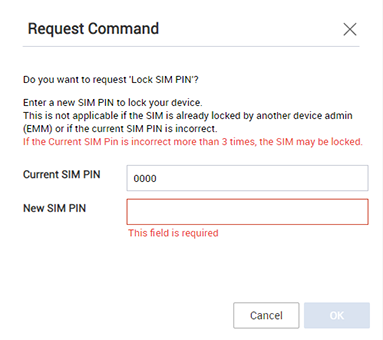 Request Command
Do you want to request 'Lock SIM PIN'?
Enter a new SIM PIN to lock your device.
This is not applicable if the SIM is already locked by another device admin
(EMM) or if the current SIM PIN is incorrect.
If the Current SIM Pin is incorrect more than 3 times, the SIM may be locked.
Current SIM PIN
0000
New SIM PIN
This field is required
Cancel
OK